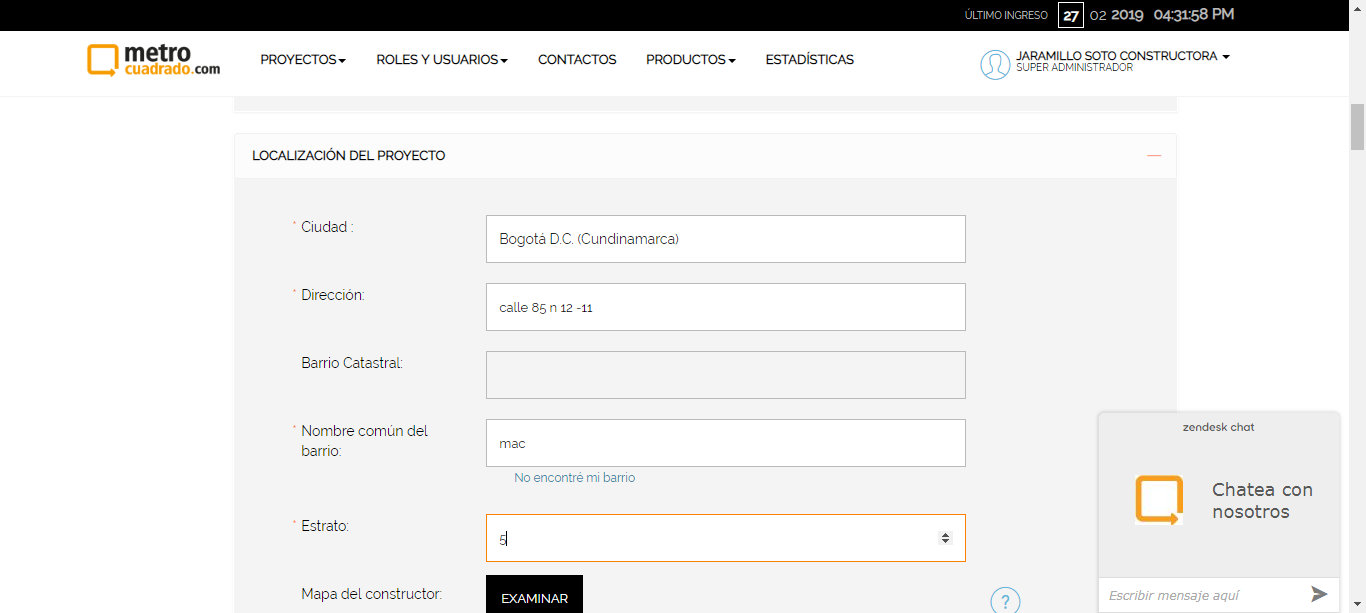 ÚLTIMO INGRESO 27 02 2019 04:31:58 PM
metro
cuadrado.com
PROYECTOS ROLES Y USUARIOS CONTACTOS PRODUCTOS ESTADÍSTICAS
JARAMILLO SOTO CONSTRUCTORA
SUPER ADMINISTRADOR
LOCALIZACIÓN DEL PROYECTO
* Ciudad :
Bogotá D.C. (Cundinamarca)
* Dirección:
calle 85 n 12 -11
Barrio Catastral:
* Nombre común del
barrio:
mac
No encontré mi barrio
* Estrato:
5
Mapa del constructor:
EXAMINAR
?
zendesk chat
Chatea con
nosotros
Escribir mensaje aquí